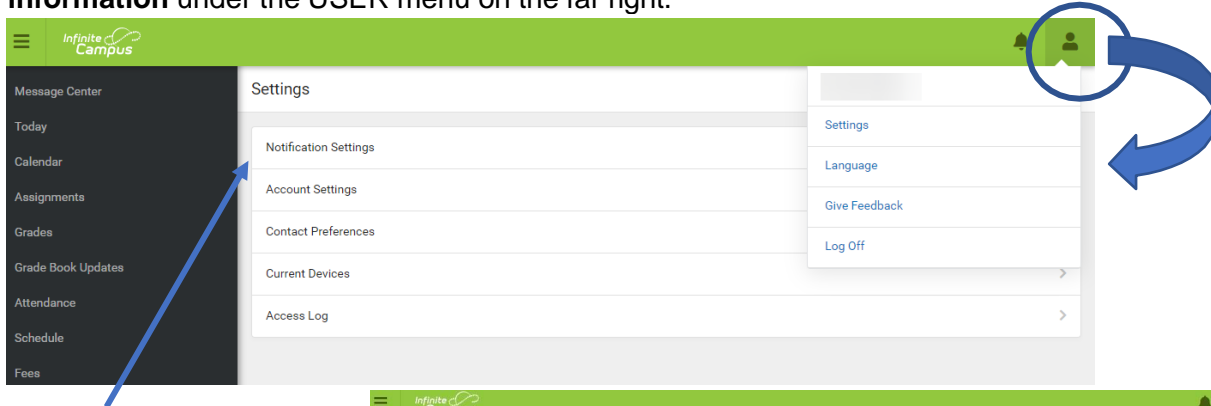 information under the USER menu on the far right.
Infinite
Campus
Message Center
Today
Calendar
Assignments
Grades
Grade Book Updates
Attendance
Schedule
Fees
Settings
Notification Settings
Account Settings
Contact Preferences
Current Devices
Access Log
Settings
Language
Give Feedback
Log Off
Infinite